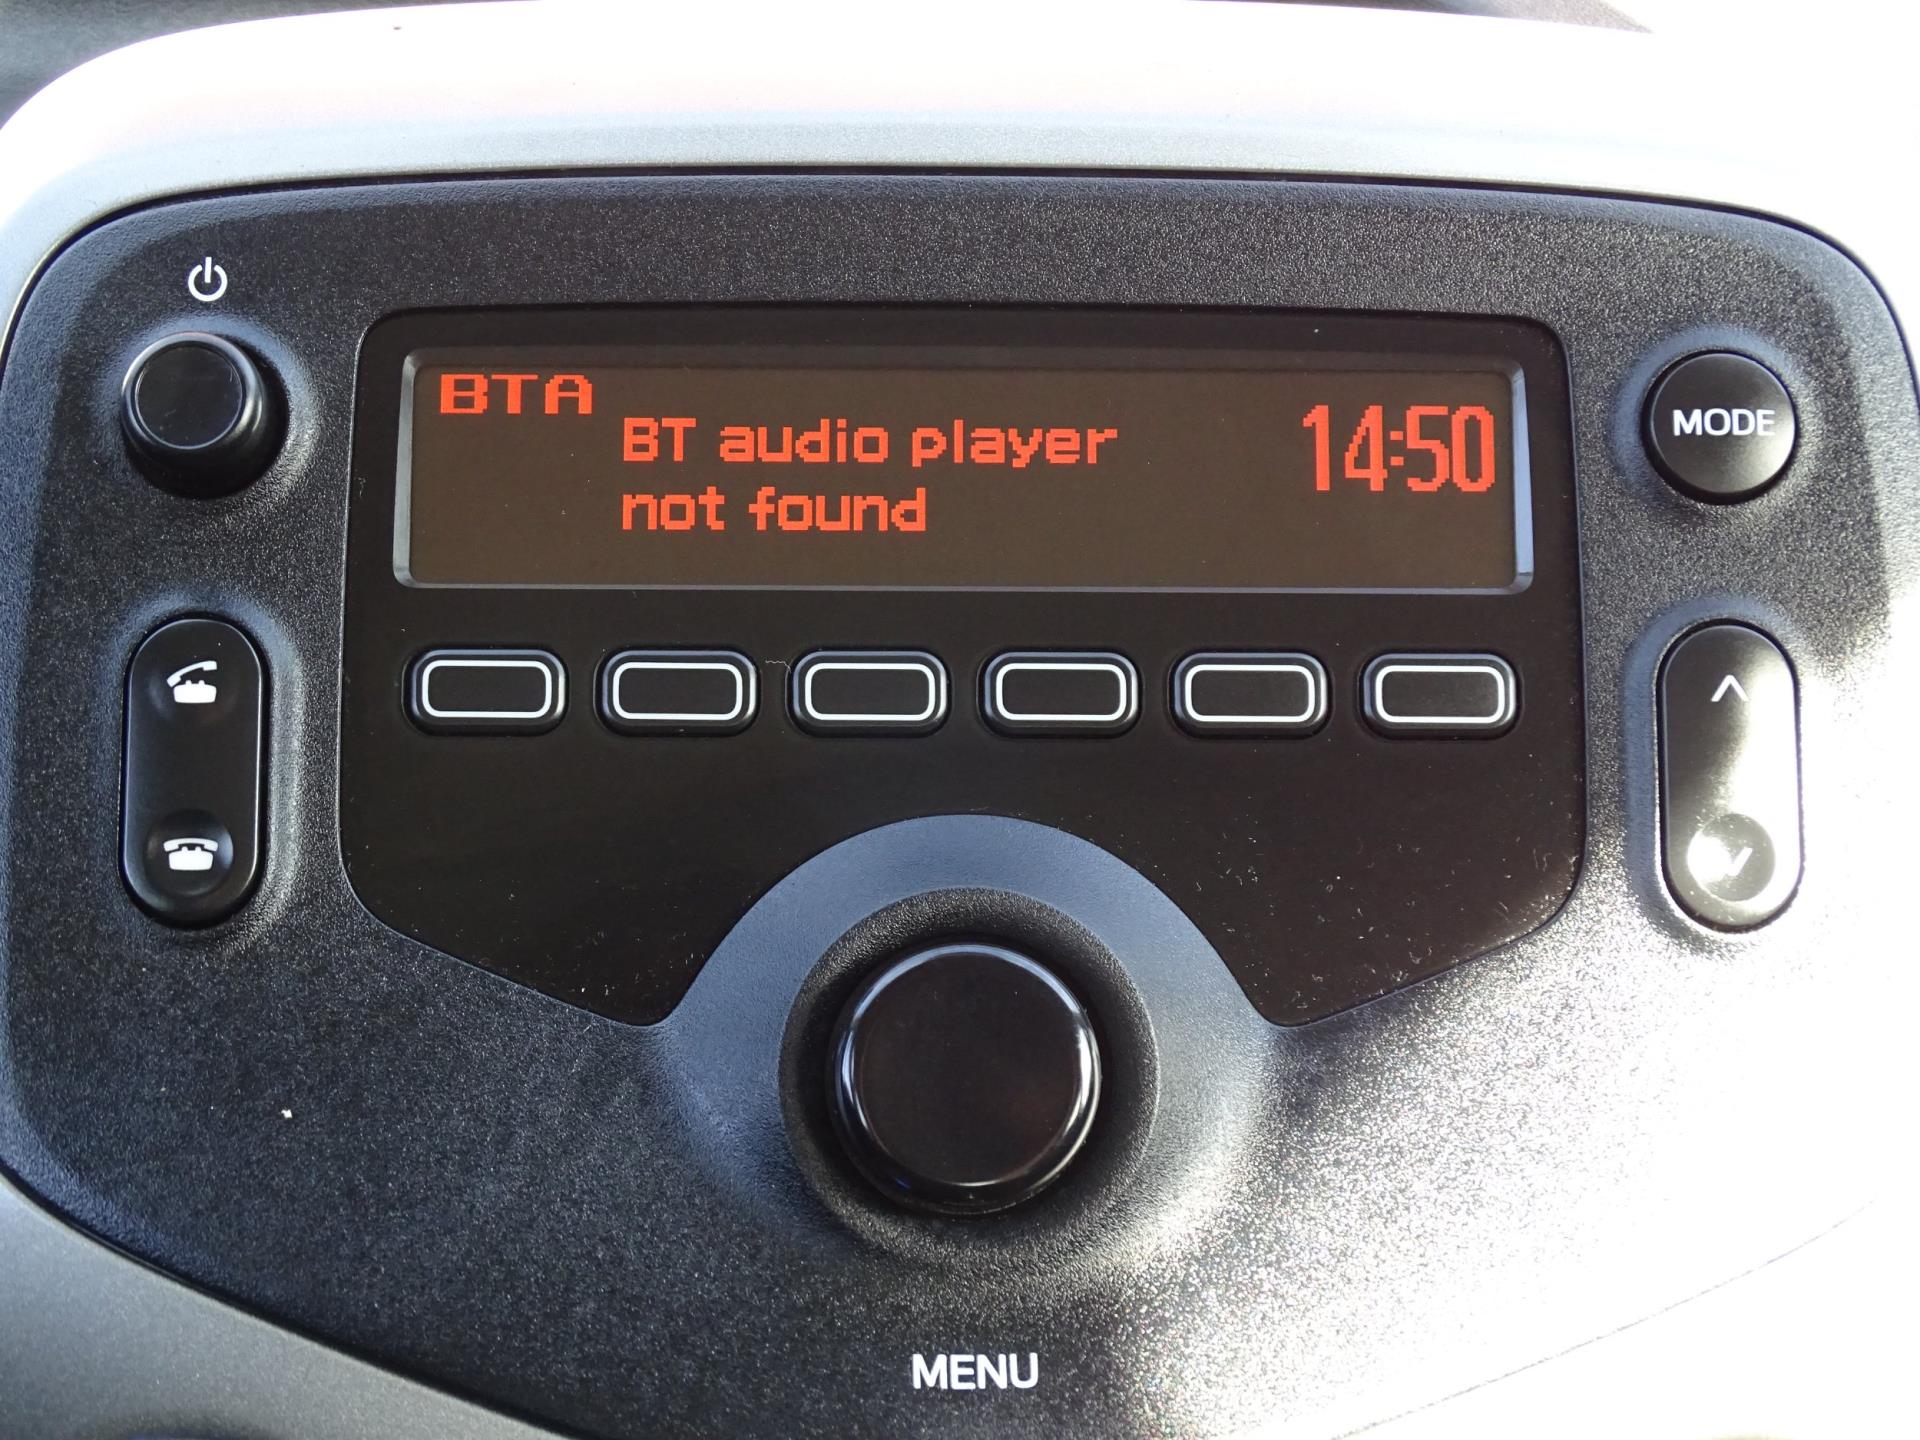 BTA
BT audio player
not found
14:50
MODE
MENU